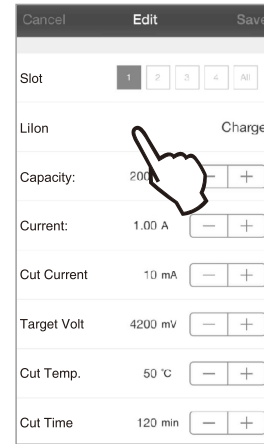 Cancel Edit Save
Slot 1 2 3 4 All
LiIon Charge
Capacity: — +
Current: 1.00 A — +
Cut Current 10 mA — +
Target Volt 4200 mV — +
Cut Temp. 50 °C — +
Cut Time 120 min — +